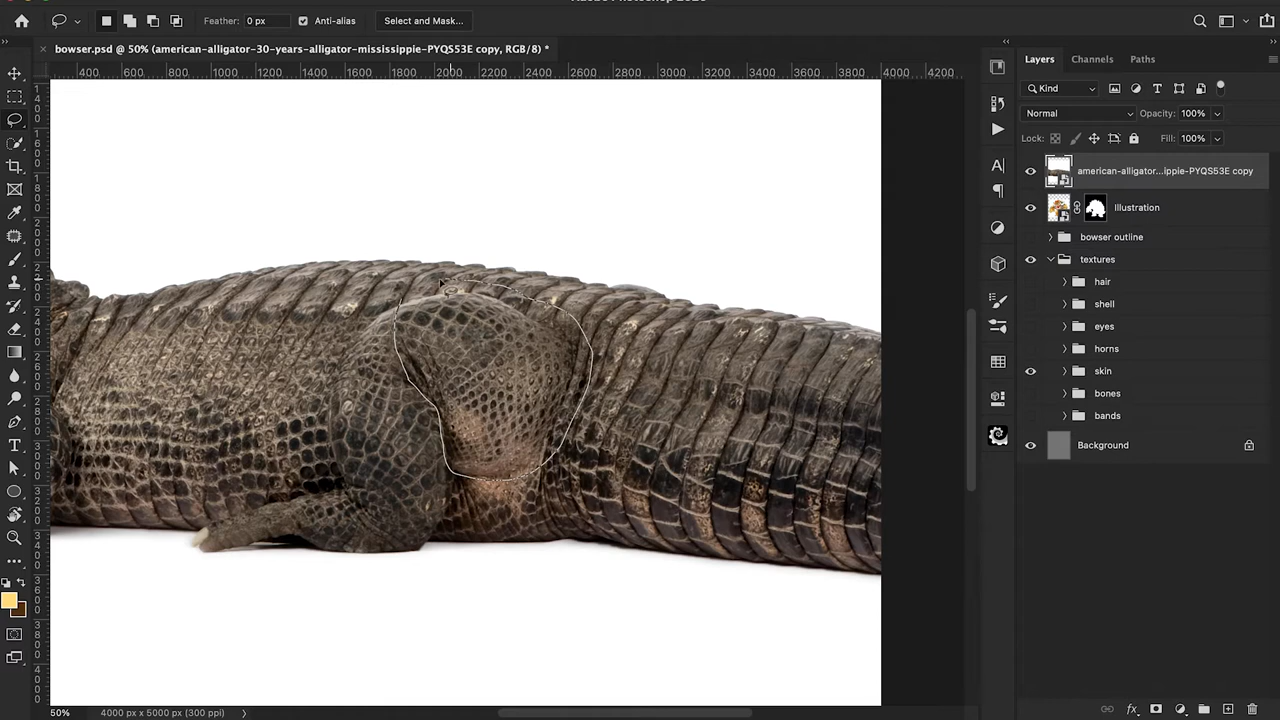 Feather: 0 px Anti-alias Select and Mask...
bowser.psd @ 50% (american-alligator-30-years-alligator-mississippie-PYQS53E copy, RGB/8) *
400 600 800 1000 1200 1400 1600 1800 2000 2200 2400 2600 2800 3000 3200 3400 3600 3800 4000 4200
Layers Channels Paths
Kind
Normal Opacity: 100%
Lock: Fill: 100%
american-alligator...ippie-PYQS53E copy
Illustration
bowser outline
textures
hair
shell
eyes
horns
skin
bones
bands
Background
50% 4000 px x 5000 px (300 ppi)